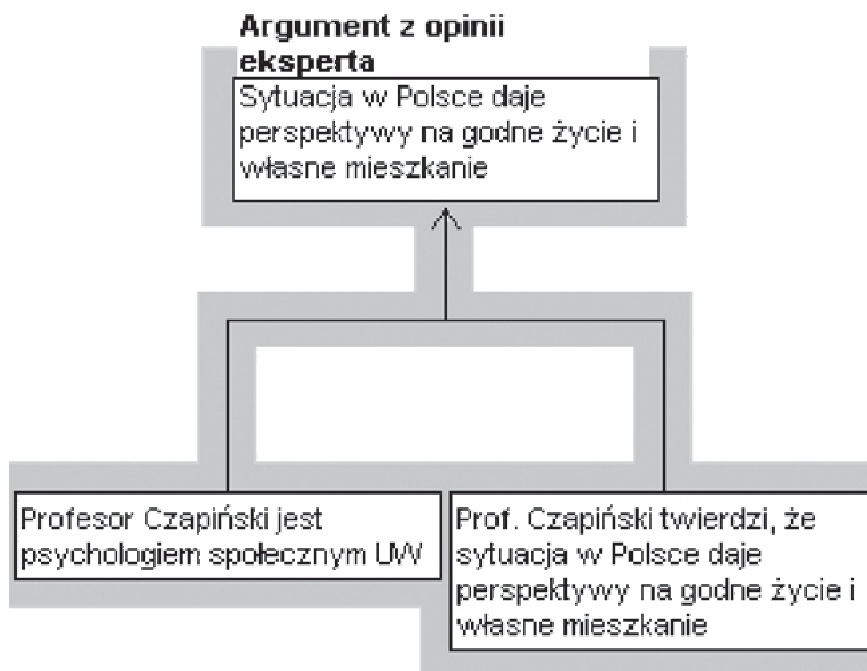 Argument z opinii
eksperta
Sytuacja w Polsce daje
perspektywy na godne życie i
własne mieszkanie
Profesor Czapiński jest
psychologiem społecznym UW
Prof. Czapiński twierdzi, że
sytuacja w Polsce daje
perspektywy na godne życie i
własne mieszkanie